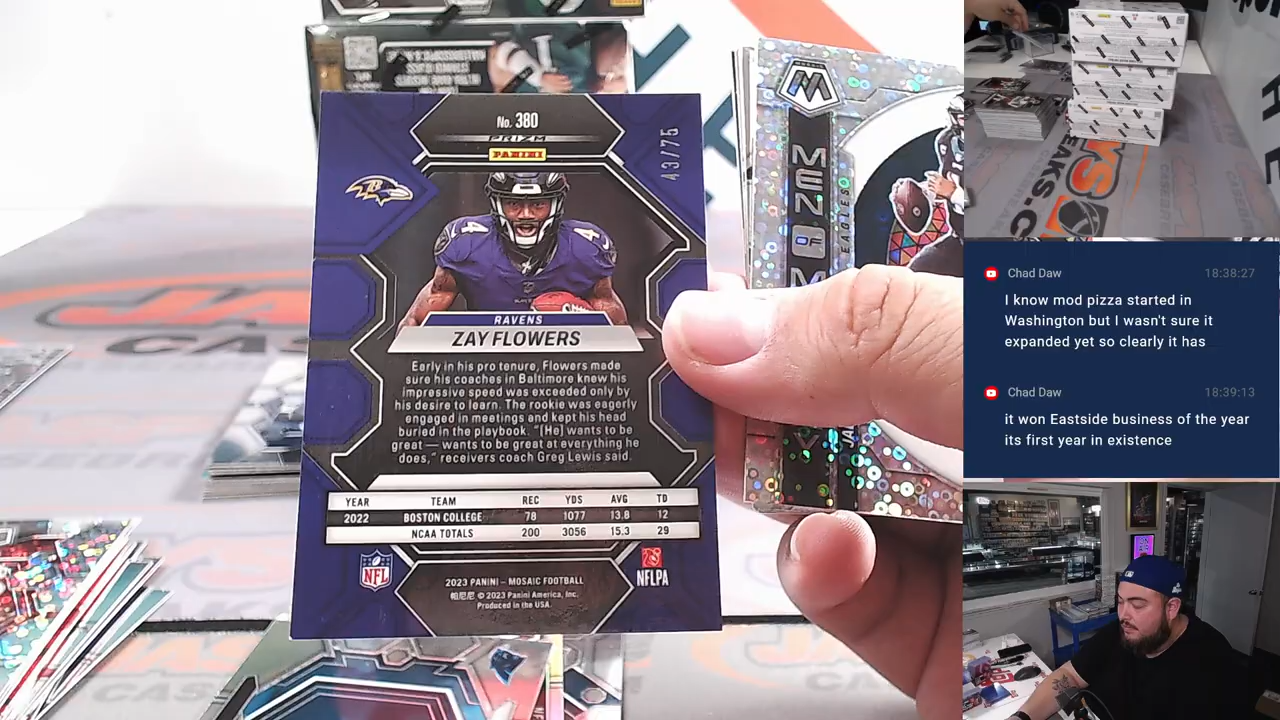 No. 380
PRIZM
PANINI
43/75
RAVENS
ZAY FLOWERS
Early in his pro tenure, Flowers made
sure his coaches in Baltimore knew his
impressive speed was exceeded only by
his desire to learn. The rookie was eagerly
engaged in meetings and kept his head
buried in the playbook. "[He] wants to be
great — wants to be great at everything he
does," receivers coach Greg Lewis said.
YEAR TEAM REC YDS AVG TD
2022 BOSTON COLLEGE 78 1077 13.8 12
NCAA TOTALS 200 3056 15.3 29
NFL
NFLPA
2023 PANINI – MOSAIC FOOTBALL
帕尼尼 © 2023 Panini America, Inc.
Produced in the USA.
MOSAIC
MEN OF M
EAGLES
JA
CASE
Chad Daw 18:38:27
I know mod pizza started in
Washington but I wasn't sure it
expanded yet so clearly it has
Chad Daw 18:39:13
it won Eastside business of the year
its first year in existence